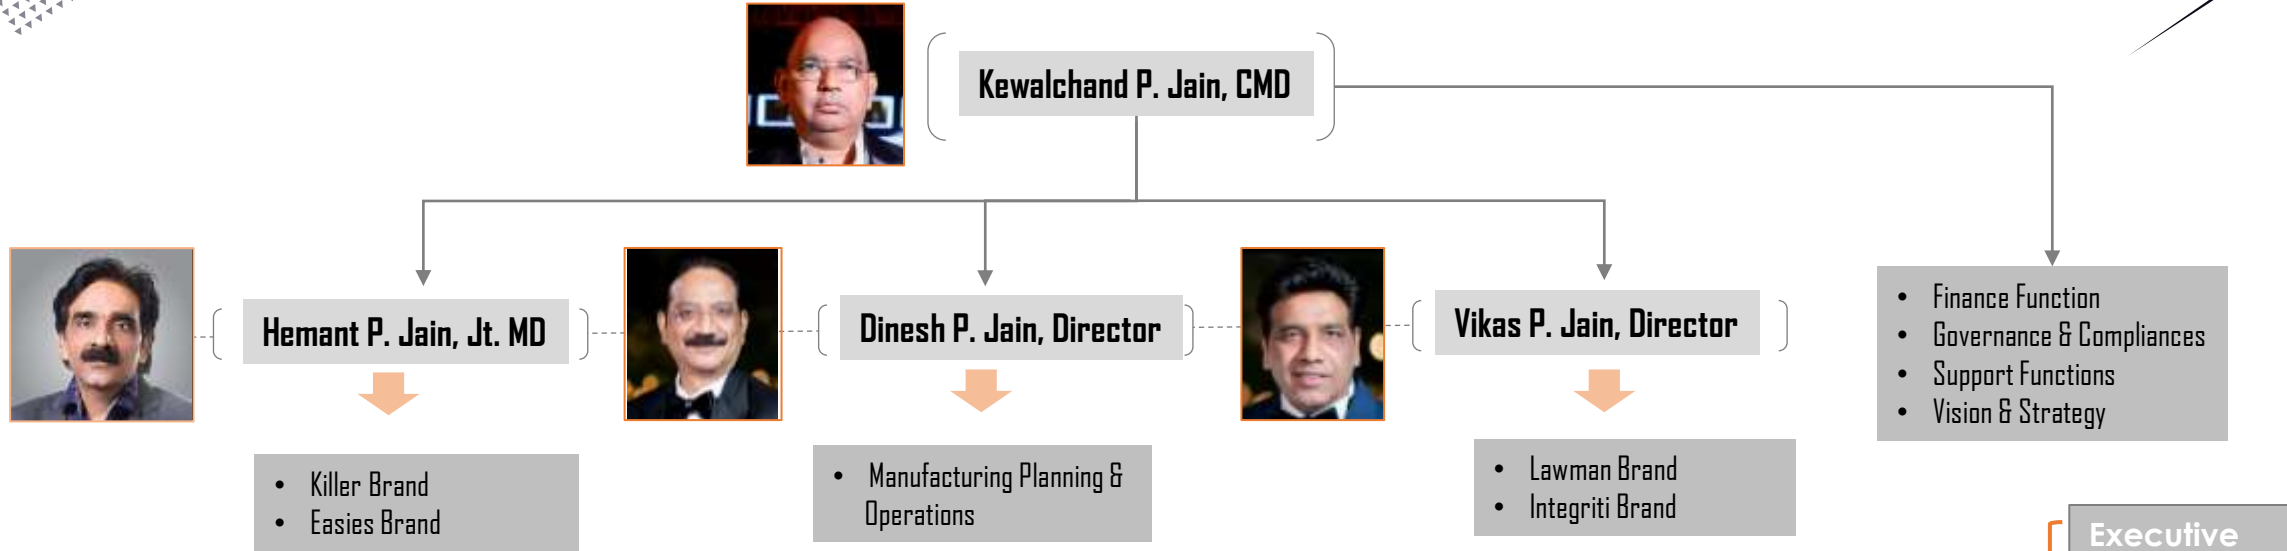 Kewalchand P. Jain, CMD
Hemant P. Jain, Jt. MD
Dinesh P. Jain, Director
Vikas P. Jain, Director
• Finance Function
• Governance & Compliances
• Support Functions
• Vision & Strategy
• Killer Brand
• Easies Brand
• Manufacturing Planning &
Operations
• Lawman Brand
• Integriti Brand
Executive